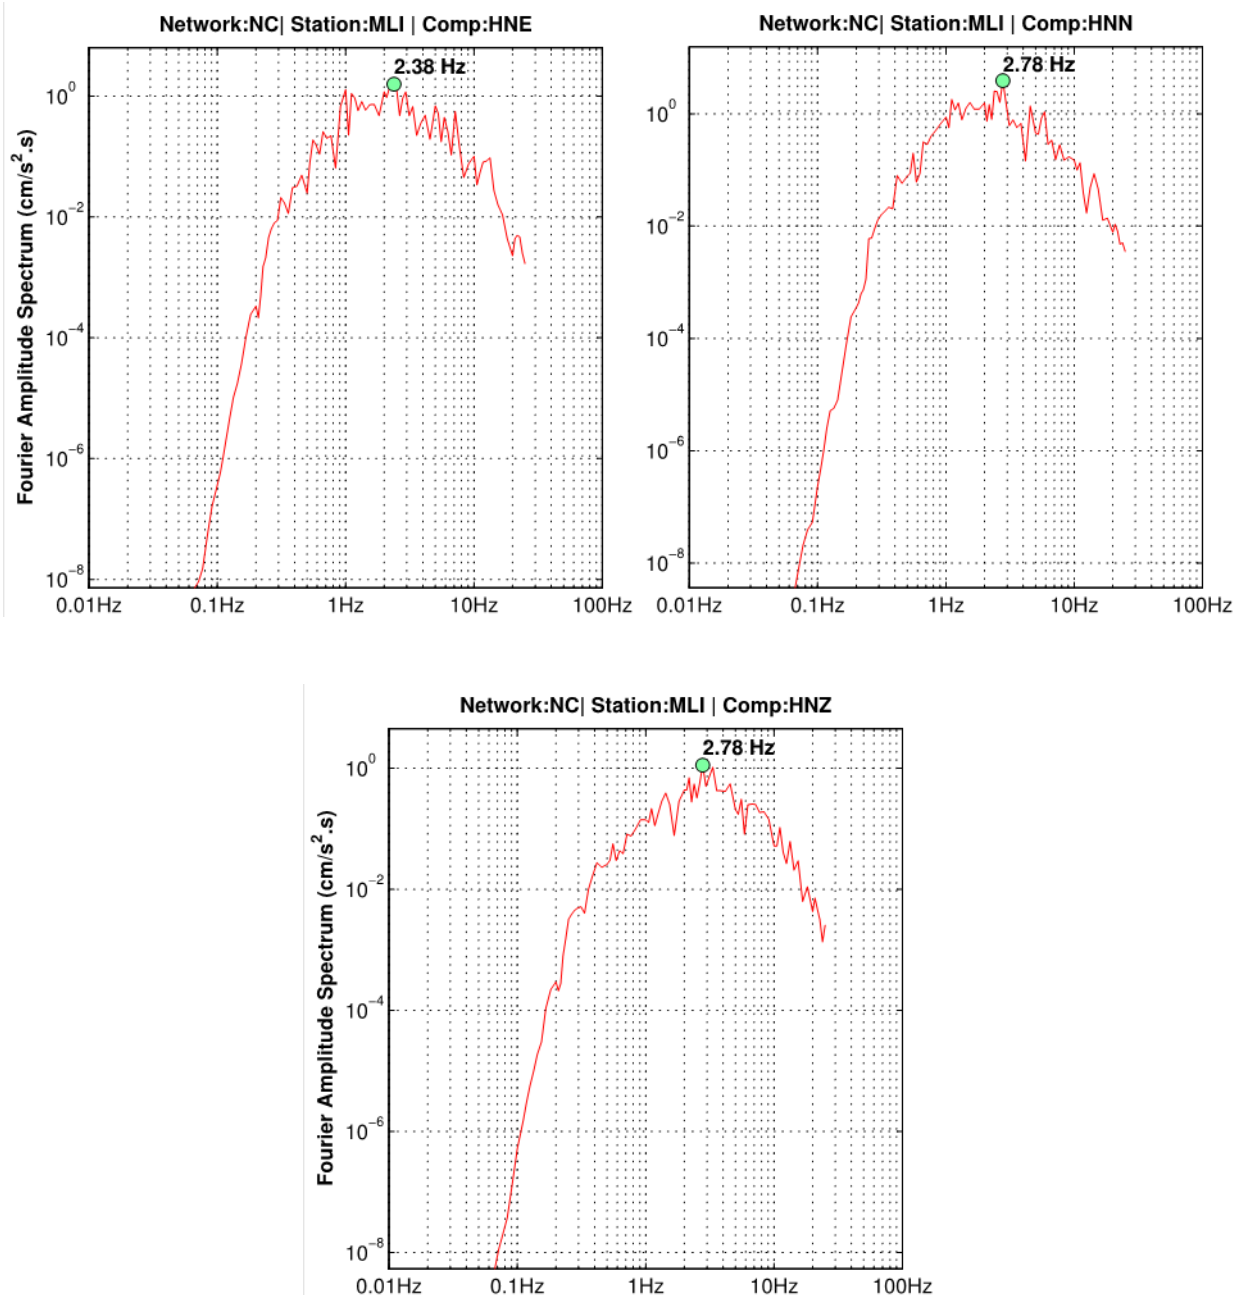 Network:NC| Station:MLI | Comp:HNE
2.38 Hz
10^0
10^-2
10^-4
10^-6
10^-8
Fourier Amplitude Spectrum (cm/s^2.s)
0.01Hz 0.1Hz 1Hz 10Hz 100Hz
Network:NC| Station:MLI | Comp:HNN
2.78 Hz
10^0
10^-2
10^-4
10^-6
10^-8
0.01Hz 0.1Hz 1Hz 10Hz 100Hz
Network:NC| Station:MLI | Comp:HNZ
2.78 Hz
10^0
10^-2
10^-4
10^-6
10^-8
Fourier Amplitude Spectrum (cm/s^2.s)
0.01Hz 0.1Hz 1Hz 10Hz 100Hz